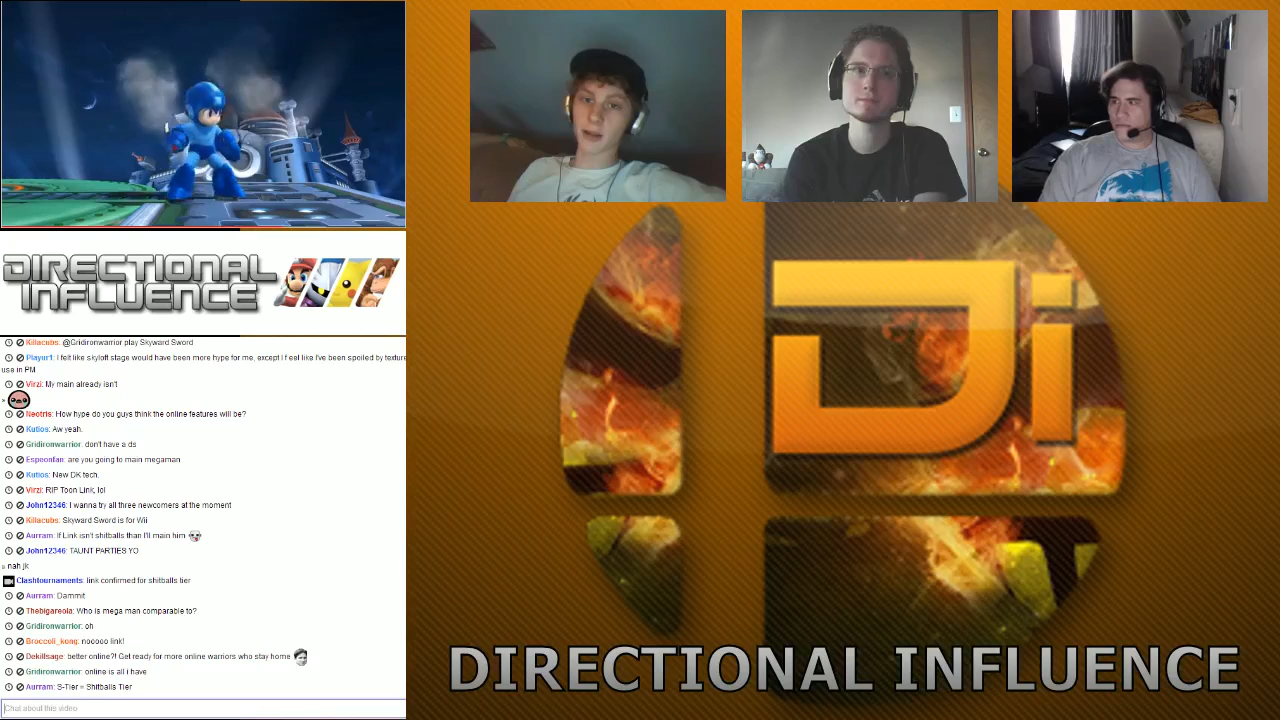 DIRECTIONAL
INFLUENCE
Killacubs: @Gridironwarrior play Skyward Sword
Playur1: I felt like skyloft stage would have been more hype for me, except I feel like I've been spoiled by texture
use in PM
Virzi: My main already isn't
»
Neotris: How hype do you guys think the online features will be?
Kutios: Aw yeah.
Gridironwarrior: don't have a ds
Espoonfan: are you going to main megaman
Kutios: New DK tech.
Virzi: RIP Toon Link, lol
John12346: I wanna try all three newcomers at the moment
Killacubs: Skyward Sword is for Wii
Aurram: If Link isn't shitballs than I'll main him
John12346: TAUNT PARTIES YO
» nah jk
Clashtournaments: link confirmed for shitballs tier
Aurram: Dammit
Thebigareola: Who is mega man comparable to?
Gridironwarrior: oh
Broccoli_kong: nooooo link!
Dekillsage: better online?! Get ready for more online warriors who stay home
Gridironwarrior: online is all i have
Aurram: S-Tier = Shitballs Tier
Chat about this video
Di
DIRECTIONAL INFLUENCE